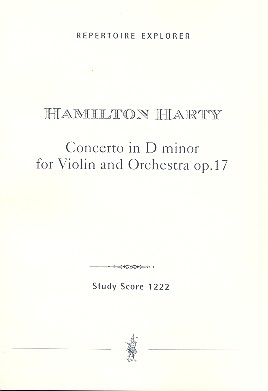 REPERTOIRE EXPLORER
HAMILTON HARTY
Concerto in D minor
for Violin and Orchestra op.17
Study Score 1222